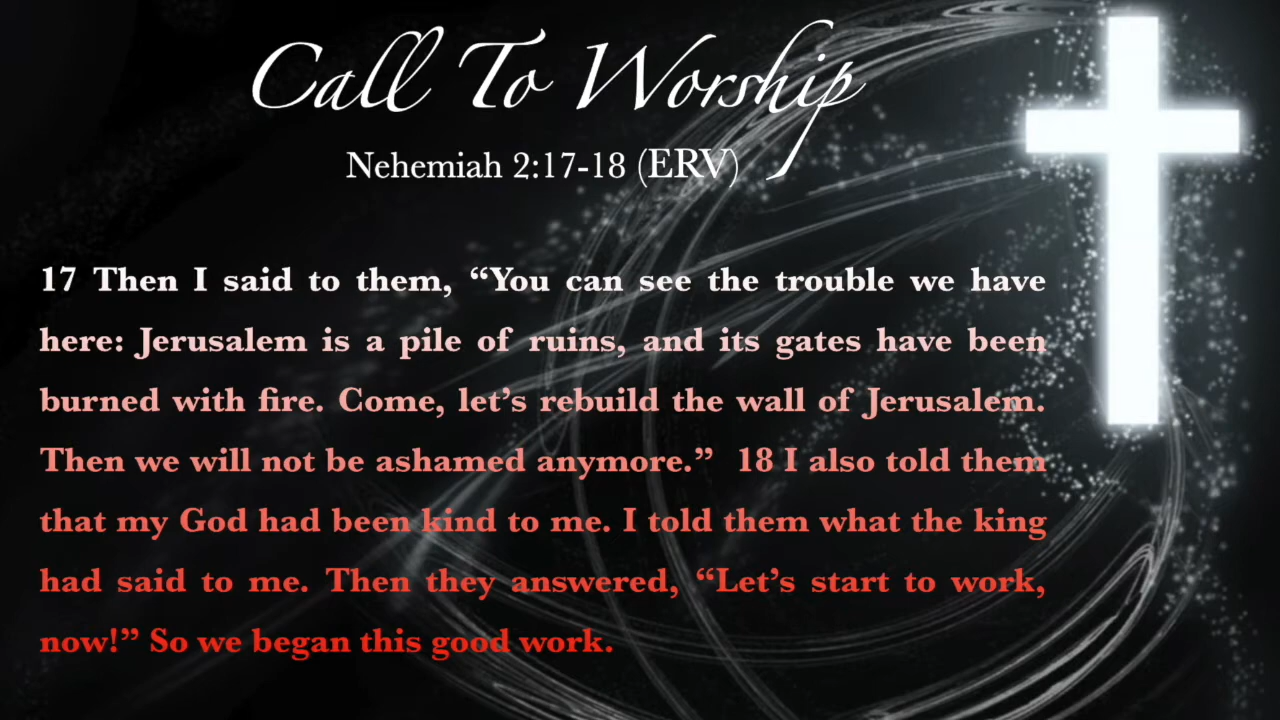 Call To Worship
Nehemiah 2:17-18 (ERV)
17 Then I said to them, “You can see the trouble we have
here: Jerusalem is a pile of ruins, and its gates have been
burned with fire. Come, let’s rebuild the wall of Jerusalem.
Then we will not be ashamed anymore.”  18 I also told them
that my God had been kind to me. I told them what the king
had said to me. Then they answered, “Let’s start to work,
now!” So we began this good work.